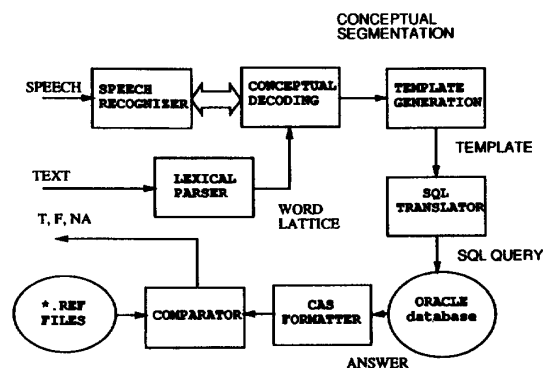 CONCEPTUAL
SEGMENTATION
SPEECH
SPEECH
RECOGNIZER
CONCEPTUAL
DECODING
TEMPLATE
GENERATION
TEMPLATE
TEXT
LEXICAL
PARSER
WORD
LATTICE
SQL
TRANSLATOR
T, F, NA
SQL QUERY
*.REF
FILES
COMPARATOR
CAS
FORMATTER
ORACLE
database
ANSWER